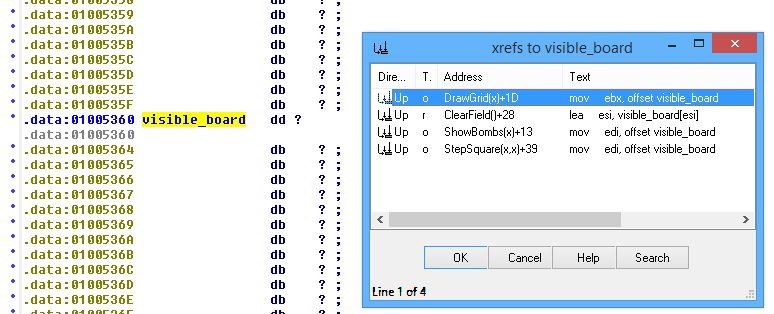 .data:01005359 db ? ;
.data:0100535A db ? ;
.data:0100535B db ? ;
.data:0100535C db ? ;
.data:0100535D db ? ;
.data:0100535E db ? ;
.data:0100535F db ? ;
.data:01005360 visible_board dd ?
.data:01005360
.data:01005364 db ? ;
.data:01005365 db ? ;
.data:01005366 db ? ;
.data:01005367 db ? ;
.data:01005368 db ? ;
.data:01005369 db ? ;
.data:0100536A db ? ;
.data:0100536B db ? ;
.data:0100536C db ? ;
.data:0100536D db ? ;
.data:0100536E db ? ;
xrefs to visible_board
Dire... T. Address Text
Up o DrawGrid(x)+1D mov ebx, offset visible_board
Up r ClearField()+28 lea esi, visible_board[esi]
Up o ShowBombs(x)+13 mov edi, offset visible_board
Up o StepSquare(x,x)+39 mov edi, offset visible_board
OK Cancel Help Search
Line 1 of 4